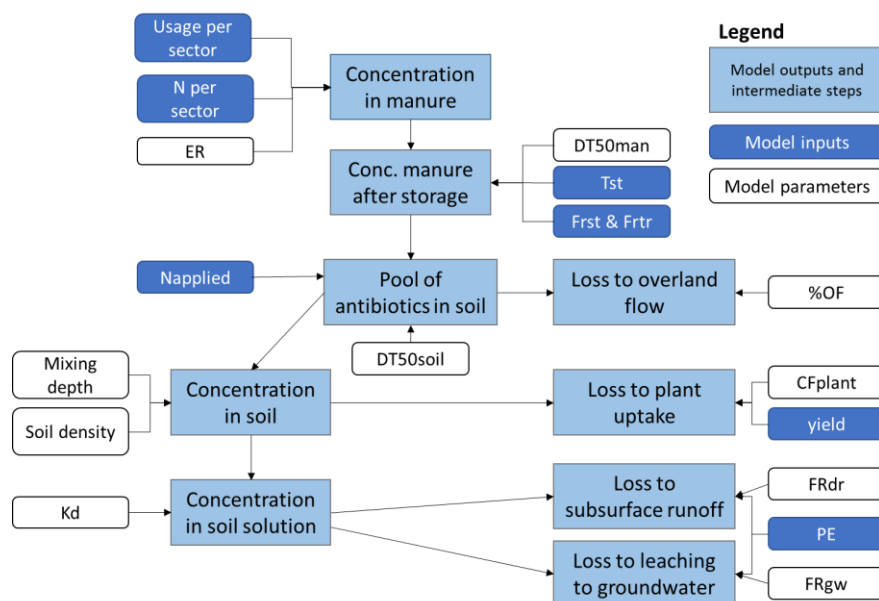 Usage per
sector
N per
sector
ER
Concentration
in manure
Legend
Model outputs and
intermediate steps
Model inputs
Model parameters
Conc. manure
after storage
DT50man
Tst
Frst & Frtr
Napplied
Pool of
antibiotics in soil
Loss to overland
flow
%OF
DT50soil
Mixing
depth
Soil density
Concentration
in soil
Loss to plant
uptake
CFplant
yield
Kd
Concentration
in soil solution
Loss to
subsurface runoff
FRdr
PE
Loss to leaching
to groundwater
FRgw